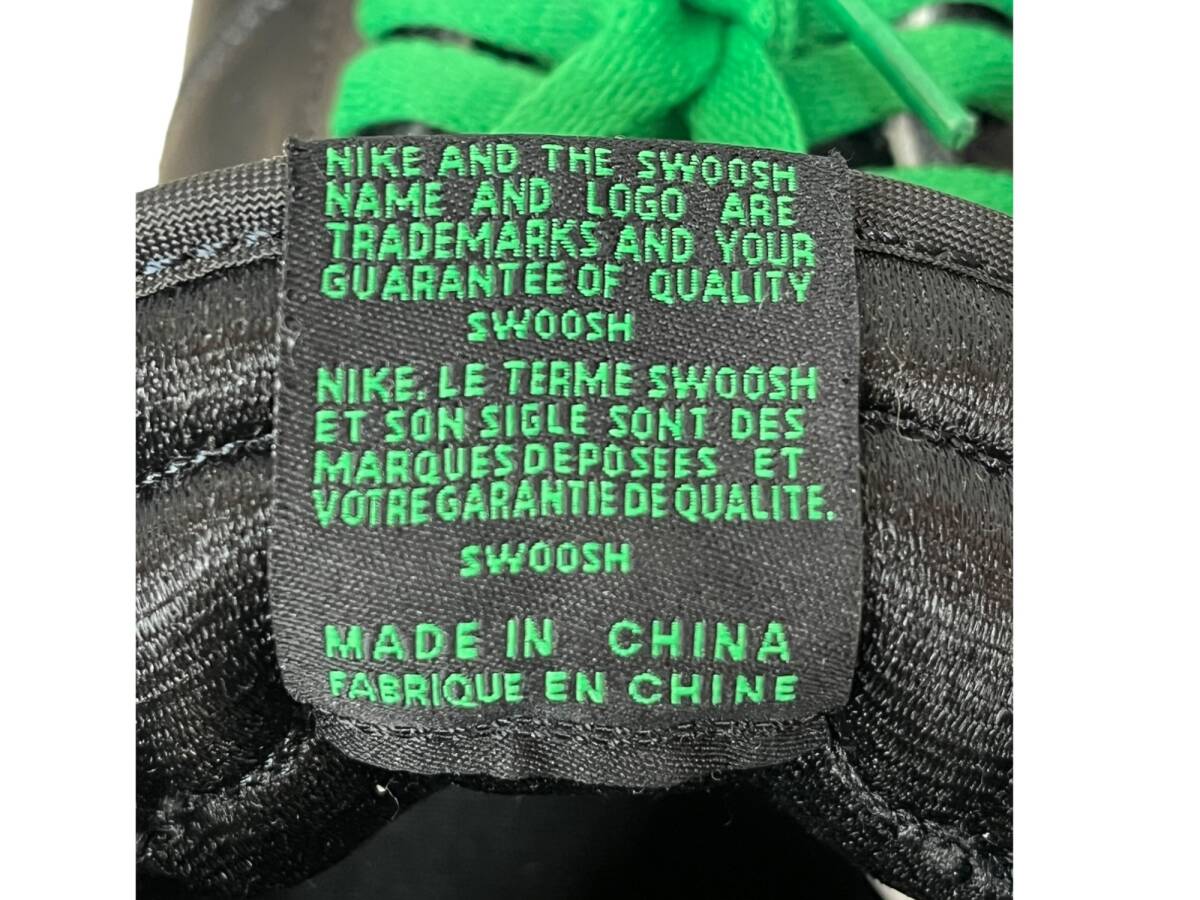 NIKE AND THE SWOOSH
NAME AND LOGO ARE
TRADEMARKS AND YOUR
GUARANTEE OF QUALITY
SWOOSH
NIKE. LE TERME SWOOSH
ET SON SIGLE SONT DES
MARQUES DEPOSEES ET
VOTRE GARANTIE DE QUALITE.
SWOOSH
MADE IN CHINA
FABRIQUE EN CHINE